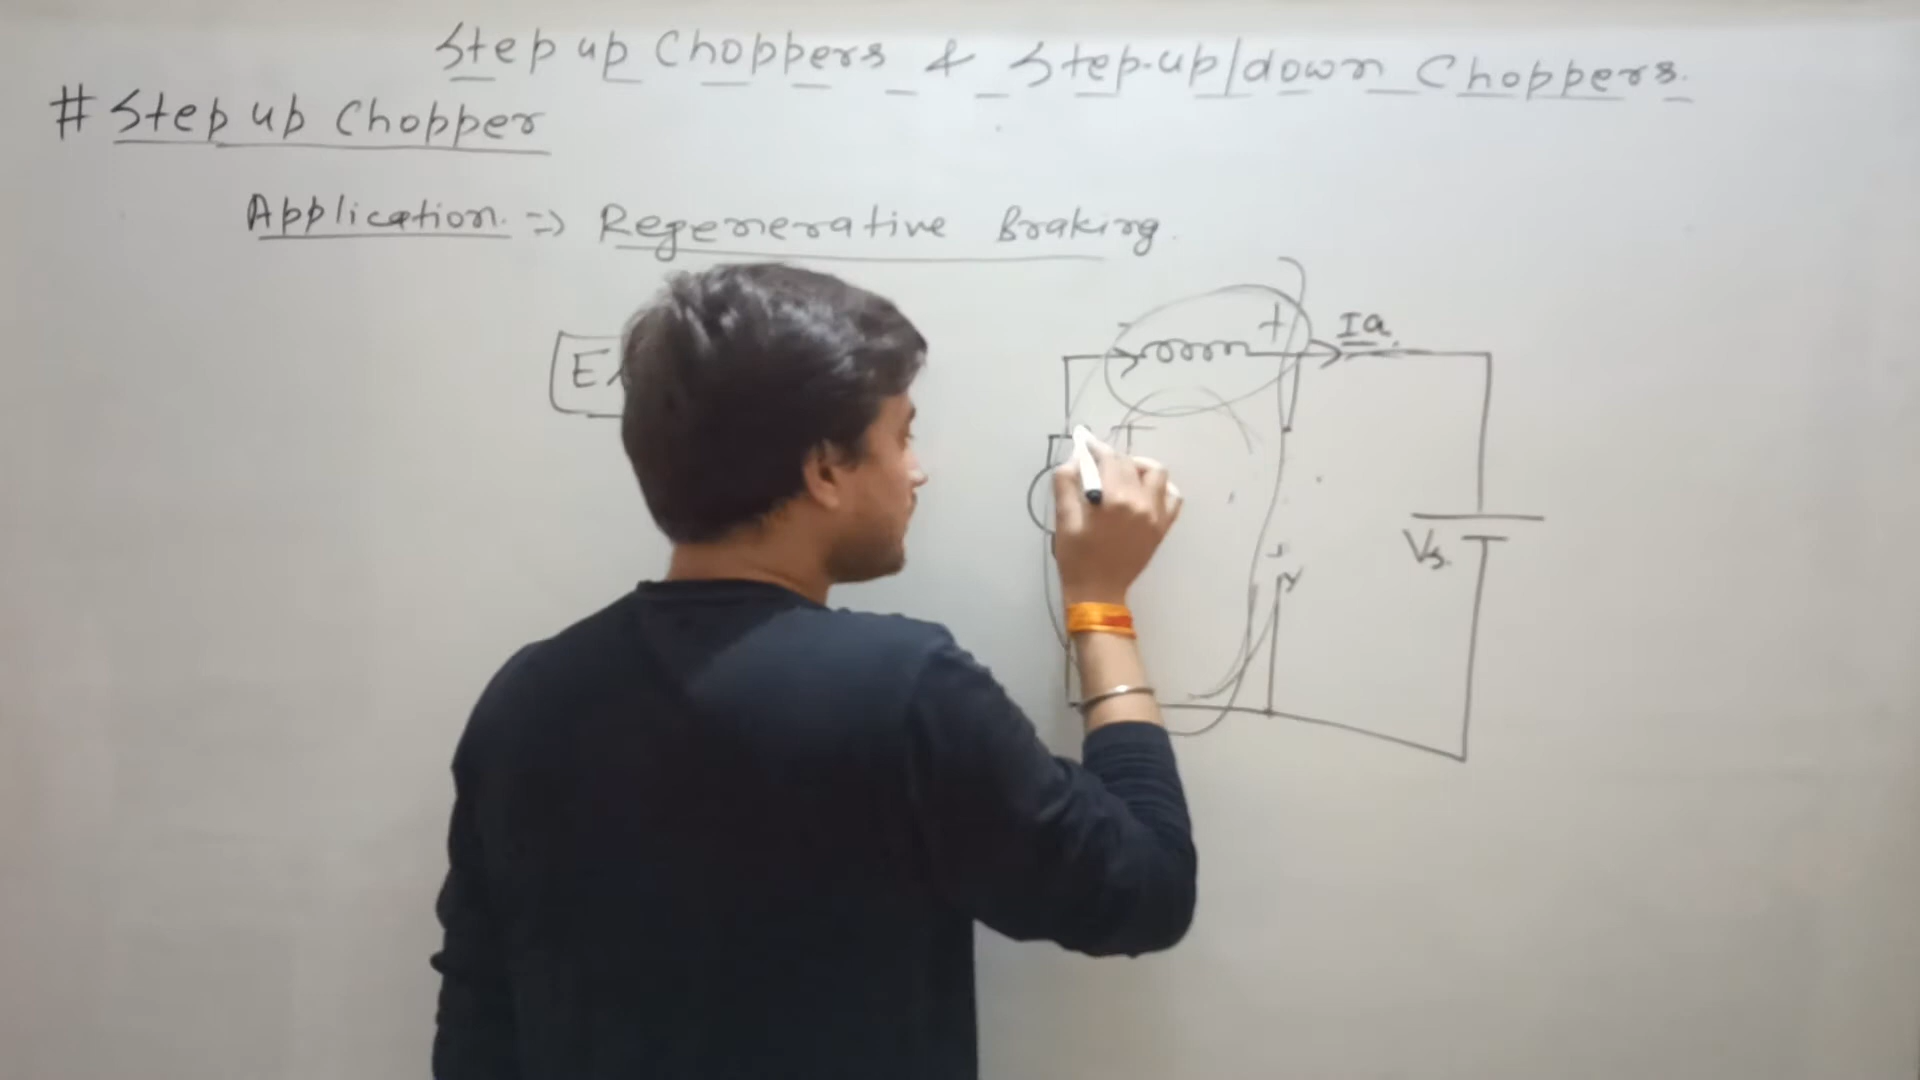 Step up Choppers & Step-up/down Choppers.
# Step up Chopper
Application. => Regenerative Braking.
Ia.
+
Vs.